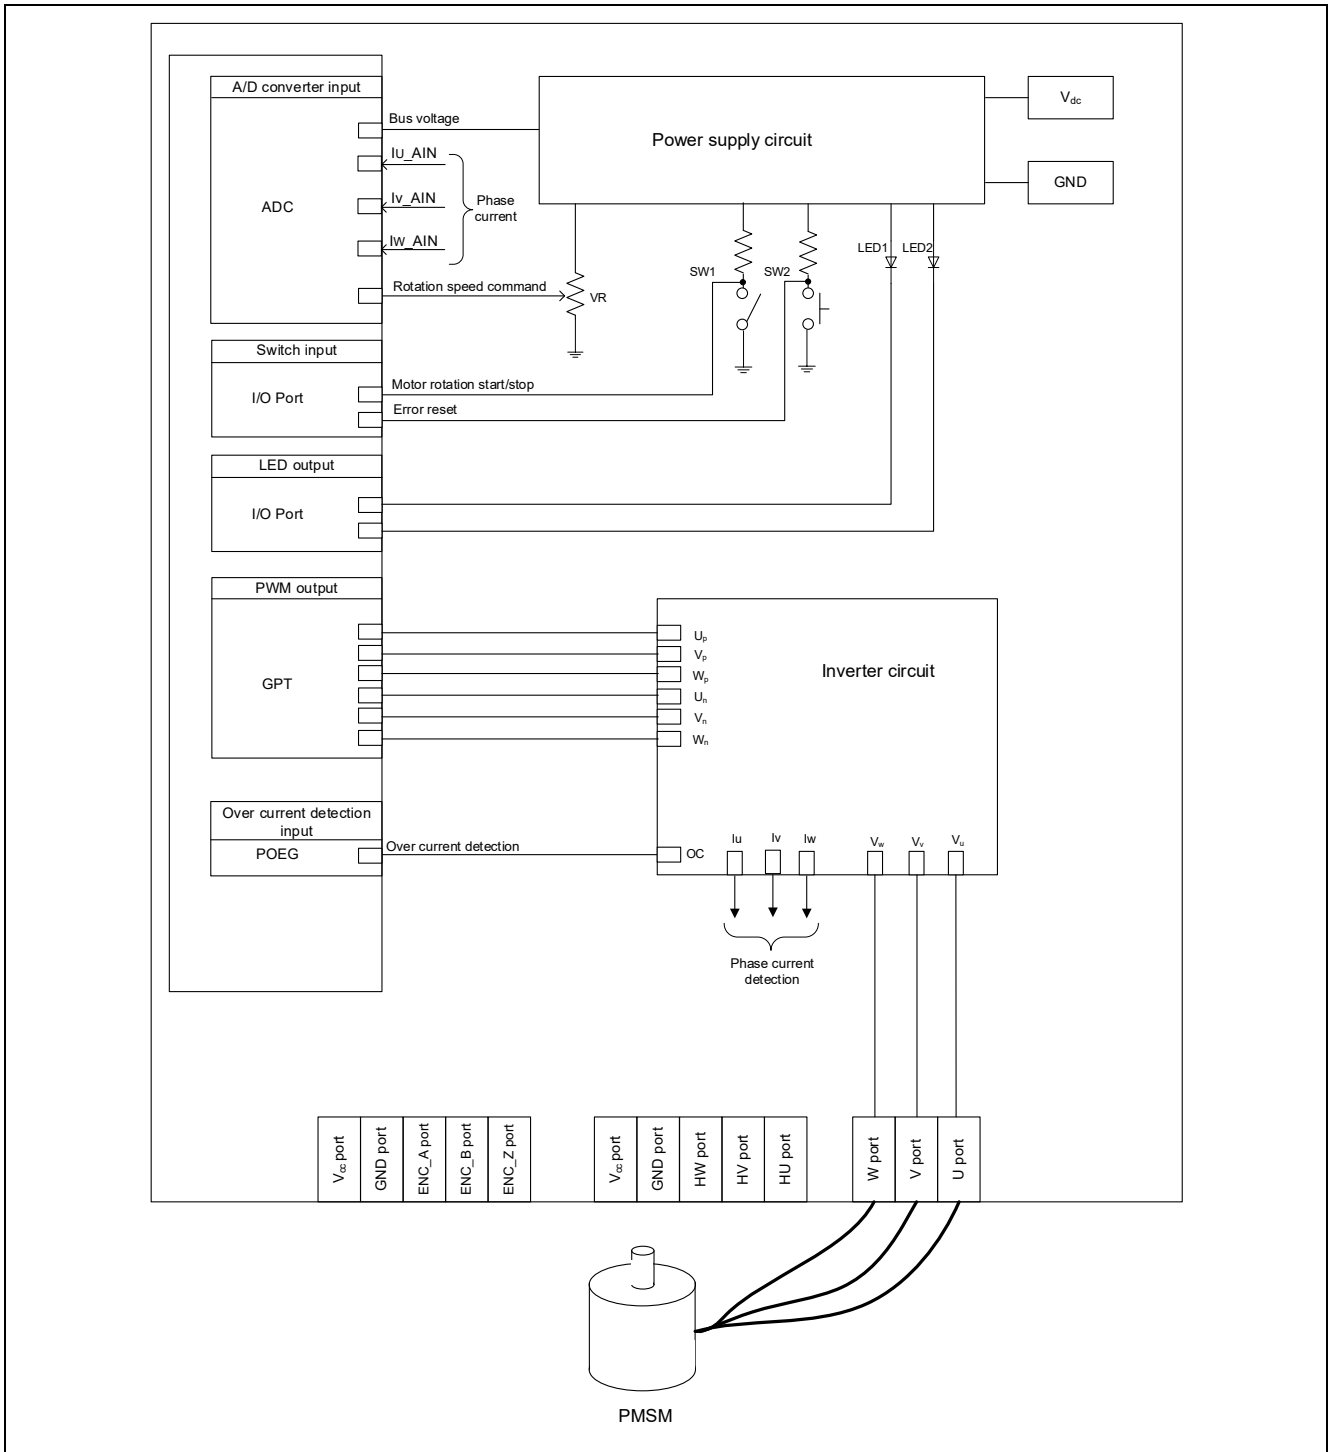 A/D converter input
ADC
Bus voltage
IU_AIN
Iv_AIN
IW_AIN
Phase
current
Rotation speed command
Power supply circuit
Vdc
GND
VR
SW1
SW2
LED1
LED2
Switch input
I/O Port
Motor rotation start/stop
Error reset
LED output
I/O Port
PWM output
GPT
Up
Vp
Wp
Un
Vn
Wn
Inverter circuit
Over current detection
input
POEG
Over current detection
OC
Iu
Iv
Iw
Vw
Vv
Vu
Phase current
detection
Vcc port
GND port
ENC_A port
ENC_B port
ENC_Z port
Vcc port
GND port
HW port
HV port
HU port
W port
V port
U port
PMSM